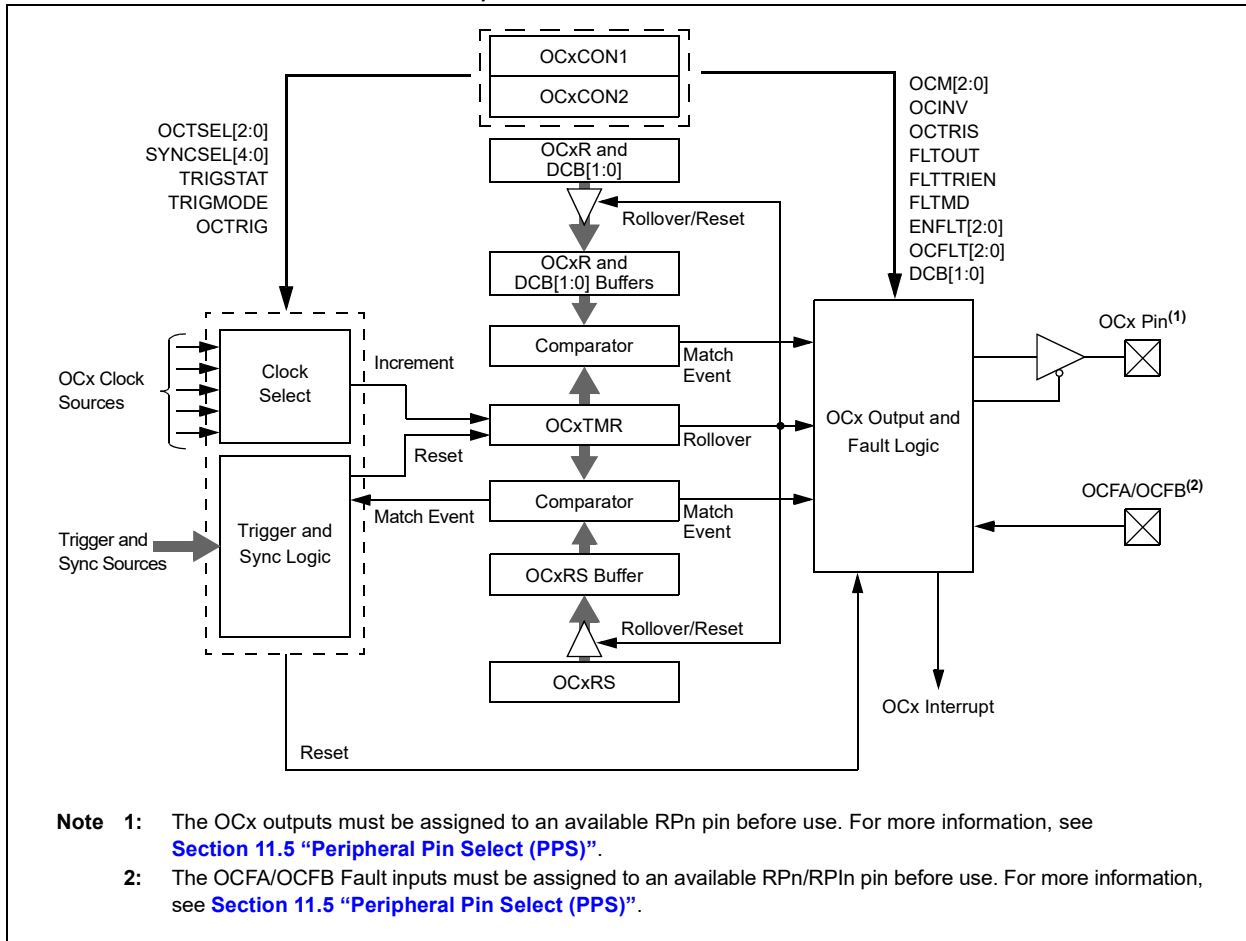 OCxCON1
OCxCON2
OCTSEL[2:0]
SYNCSEL[4:0]
TRIGSTAT
TRIGMODE
OCTRIG
OCM[2:0]
OCINV
OCTRIS
FLTOUT
FLTTRIEN
FLTMD
ENFLT[2:0]
OCFLT[2:0]
DCB[1:0]
OCxR and
DCB[1:0]
Rollover/Reset
OCxR and
DCB[1:0] Buffers
OCx Clock
Sources
Clock
Select
Increment
Comparator
Match
Event
OCx Pin(1)
OCxTMR
Rollover
OCx Output and
Fault Logic
Reset
Trigger and
Sync Sources
Trigger and
Sync Logic
Match Event
Comparator
Match
Event
OCFA/OCFB(2)
OCxRS Buffer
Rollover/Reset
OCxRS
OCx Interrupt
Reset
Note 1: The OCx outputs must be assigned to an available RPn pin before use. For more information, see
Section 11.5 “Peripheral Pin Select (PPS)”.
2: The OCFA/OCFB Fault inputs must be assigned to an available RPn/RPIn pin before use. For more information,
see Section 11.5 “Peripheral Pin Select (PPS)”.